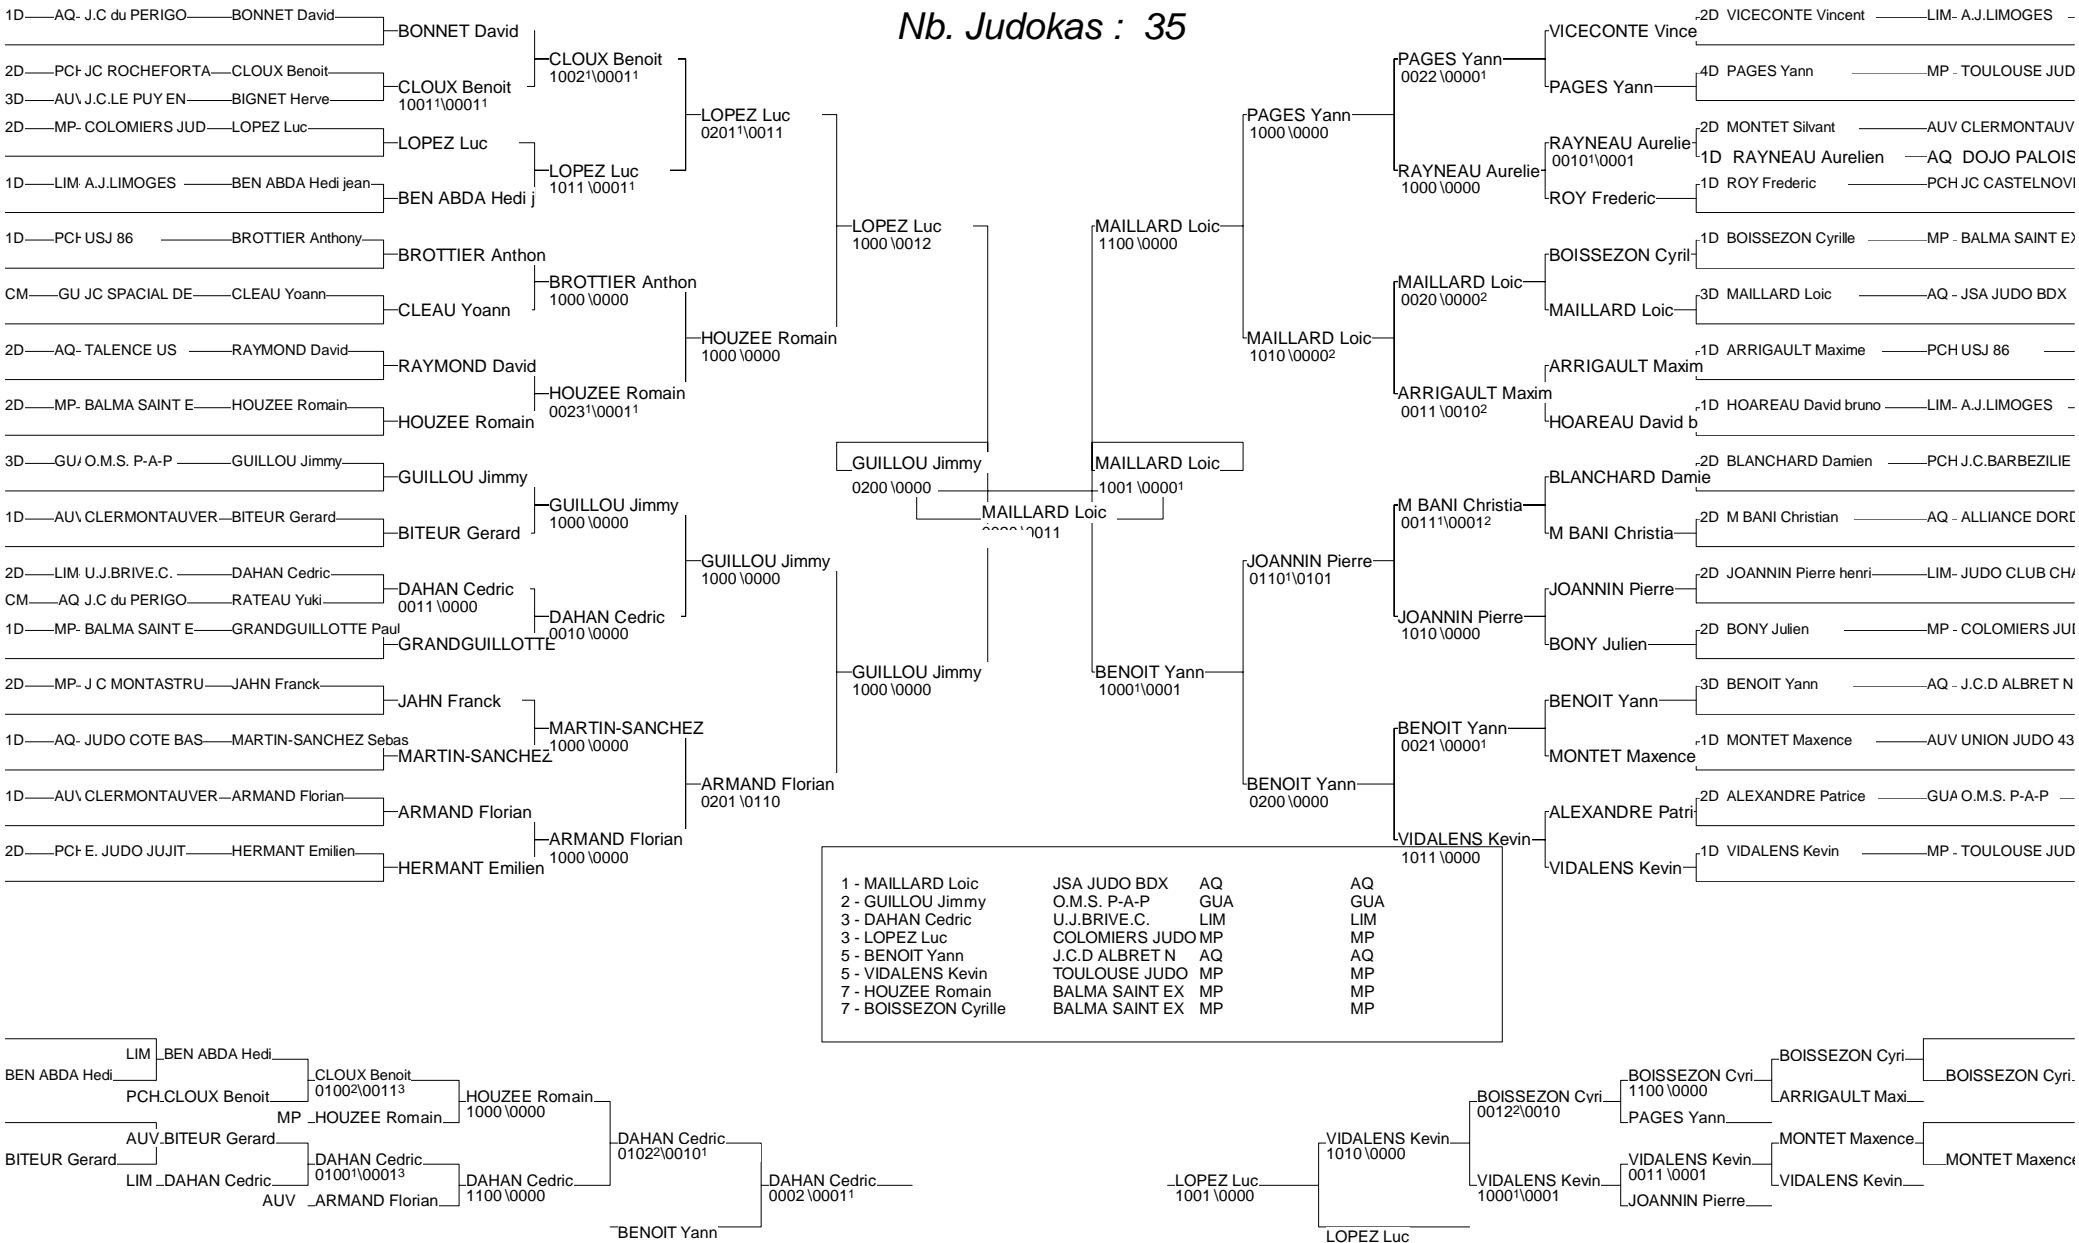 Nb. Judokas : 35
1D AQ- J.C du PERIGO BONNET David
2D PCH JC ROCHEFORTA CLOUX Benoit
3D AUV J.C.LE PUY EN BIGNET Herve
2D MP- COLOMIERS JUD LOPEZ Luc
1D LIM- A.J.LIMOGES BEN ABDA Hedi jean
1D PCH USJ 86 BROTTIER Anthony
CM GU JC SPACIAL DE CLEAU Yoann
2D AQ- TALENCE US RAYMOND David
2D MP- BALMA SAINT E HOUZEE Romain
3D GUA O.M.S. P-A-P GUILLOU Jimmy
1D AUV CLERMONTAUVER BITEUR Gerard
2D LIM- U.J.BRIVE.C. DAHAN Cedric
CM AQ J.C du PERIGO RATEAU Yuki
1D MP- BALMA SAINT E GRANDGUILLOTTE Paul
2D MP- J C MONTASTRU JAHN Franck
1D AQ- JUDO COTE BAS MARTIN-SANCHEZ Sebas
1D AUV CLERMONTAUVER ARMAND Florian
2D PCH E. JUDO JUJIT HERMANT Emilien
BONNET David
CLOUX Benoit
1001¹\0001¹
LOPEZ Luc
BEN ABDA Hedi j
BROTTIER Anthon
CLEAU Yoann
RAYMOND David
HOUZEE Romain
GUILLOU Jimmy
BITEUR Gerard
DAHAN Cedric
0011\0000
GRANDGUILLOTTE
JAHN Franck
MARTIN-SANCHEZ
ARMAND Florian
HERMANT Emilien
CLOUX Benoit
1002¹\0001¹
LOPEZ Luc
1011\0001¹
BROTTIER Anthon
1000\0000
HOUZEE Romain
0023¹\0001¹
GUILLOU Jimmy
1000\0000
DAHAN Cedric
0010\0000
MARTIN-SANCHEZ
1000\0000
ARMAND Florian
1000\0000
LOPEZ Luc
0201¹\0011
HOUZEE Romain
1000\0000
GUILLOU Jimmy
1000\0000
ARMAND Florian
0201\0110
LOPEZ Luc
1000\0012
GUILLOU Jimmy
1000\0000
GUILLOU Jimmy
0200\0000
MAILLARD Loic
\0011
MAILLARD Loic
1001\0000¹
MAILLARD Loic
1100\0000
BENOIT Yann
1000¹\0001
PAGES Yann
1000\0000
MAILLARD Loic
1010\0000²
JOANNIN Pierre
0110¹\0101
BENOIT Yann
0200\0000
PAGES Yann
0022\0000¹
RAYNEAU Aurelie
1000\0000
MAILLARD Loic
0020\0000²
ARRIGAULT Maxim
0011\0010²
M BANI Christia
0011¹\0001²
JOANNIN Pierre
1010\0000
BENOIT Yann
0021\0000¹
VIDALENS Kevin
1011\0000
VICECONTE Vince
PAGES Yann
RAYNEAU Aurelie
0010¹\0001
ROY Frederic
BOISSEZON Cyril
MAILLARD Loic
ARRIGAULT Maxim
HOAREAU David b
BLANCHARD Damie
M BANI Christia
JOANNIN Pierre
BONY Julien
BENOIT Yann
MONTET Maxence
ALEXANDRE Patri
VIDALENS Kevin
2D VICECONTE Vincent LIM- A.J.LIMOGES
4D PAGES Yann MP - TOULOUSE JUD
2D MONTET Silvant AUV CLERMONTAUV
1D RAYNEAU Aurelien AQ DOJO PALOIS
1D ROY Frederic PCH JC CASTELNOVI
1D BOISSEZON Cyrille MP - BALMA SAINT EX
3D MAILLARD Loic AQ - JSA JUDO BDX
1D ARRIGAULT Maxime PCH USJ 86
1D HOAREAU David bruno LIM- A.J.LIMOGES
2D BLANCHARD Damien PCH J.C.BARBEZILIE
2D M BANI Christian AQ - ALLIANCE DORD
2D JOANNIN Pierre henri LIM- JUDO CLUB CHA
2D BONY Julien MP - COLOMIERS JUD
3D BENOIT Yann AQ - J.C.D ALBRET N
1D MONTET Maxence AUV UNION JUDO 43
2D ALEXANDRE Patrice GUA O.M.S. P-A-P
1D VIDALENS Kevin MP - TOULOUSE JUD
1 - MAILLARD Loic JSA JUDO BDX AQ AQ
2 - GUILLOU Jimmy O.M.S. P-A-P GUA GUA
3 - DAHAN Cedric U.J.BRIVE.C. LIM LIM
3 - LOPEZ Luc COLOMIERS JUDO MP MP
5 - BENOIT Yann J.C.D ALBRET N AQ AQ
5 - VIDALENS Kevin TOULOUSE JUDO MP MP
7 - HOUZEE Romain BALMA SAINT EX MP MP
7 - BOISSEZON Cyrille BALMA SAINT EX MP MP
BEN ABDA Hedi
BITEUR Gerard
LIM BEN ABDA Hedi
PCH CLOUX Benoit
MP HOUZEE Romain
AUV BITEUR Gerard
LIM DAHAN Cedric
AUV ARMAND Florian
CLOUX Benoit
0100²\0011³
DAHAN Cedric
0100¹\0001³
HOUZEE Romain
1000\0000
DAHAN Cedric
1100\0000
DAHAN Cedric
0102²\0010¹
BENOIT Yann
DAHAN Cedric
0002\0001¹
LOPEZ Luc
1001\0000
VIDALENS Kevin
1010\0000
LOPEZ Luc
BOISSEZON Cyri
0012²\0010
VIDALENS Kevin
1000¹\0001
BOISSEZON Cyri
1100\0000
PAGES Yann
VIDALENS Kevin
0011\0001
JOANNIN Pierre
BOISSEZON Cyri
ARRIGAULT Maxi
MONTET Maxence
VIDALENS Kevin
BOISSEZON Cyri
MONTET Maxence